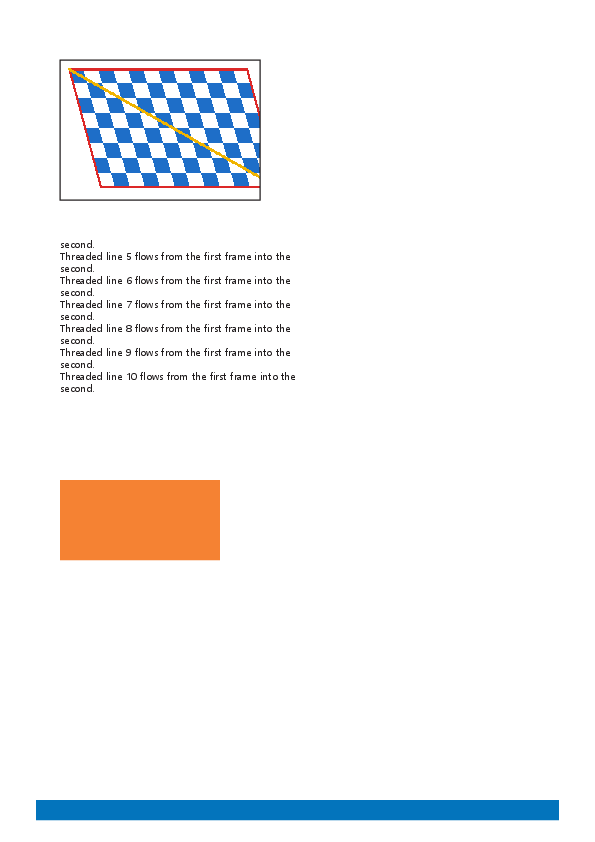 second.
Threaded line 5 flows from the first frame into the
second.
Threaded line 6 flows from the first frame into the
second.
Threaded line 7 flows from the first frame into the
second.
Threaded line 8 flows from the first frame into the
second.
Threaded line 9 flows from the first frame into the
second.
Threaded line 10 flows from the first frame into the
second.